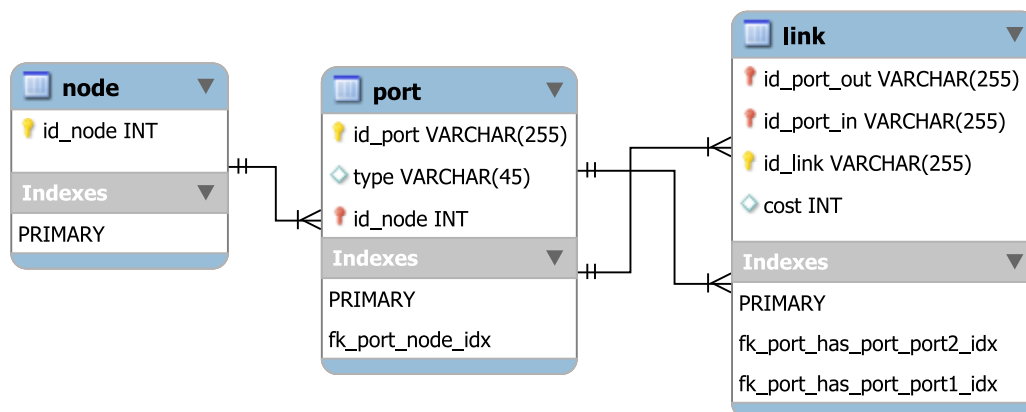 node
id_node INT
Indexes
PRIMARY
port
id_port VARCHAR(255)
type VARCHAR(45)
id_node INT
Indexes
PRIMARY
fk_port_node_idx
link
id_port_out VARCHAR(255)
id_port_in VARCHAR(255)
id_link VARCHAR(255)
cost INT
Indexes
PRIMARY
fk_port_has_port_port2_idx
fk_port_has_port_port1_idx